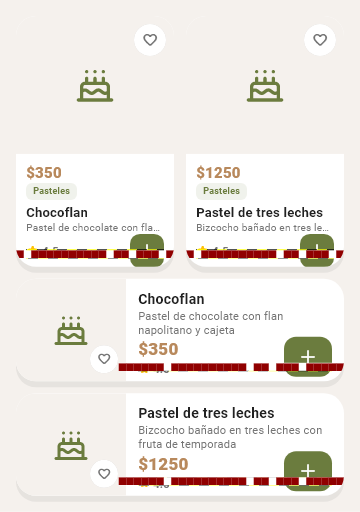 $350
Pasteles
Chocoflan
Pastel de chocolate con fla...
$1250
Pasteles
Pastel de tres leches
Bizcocho bañado en tres le...
Chocoflan
Pastel de chocolate con flan
napolitano y cajeta
$350
Pastel de tres leches
Bizcocho bañado en tres leches con
fruta de temporada
$1250